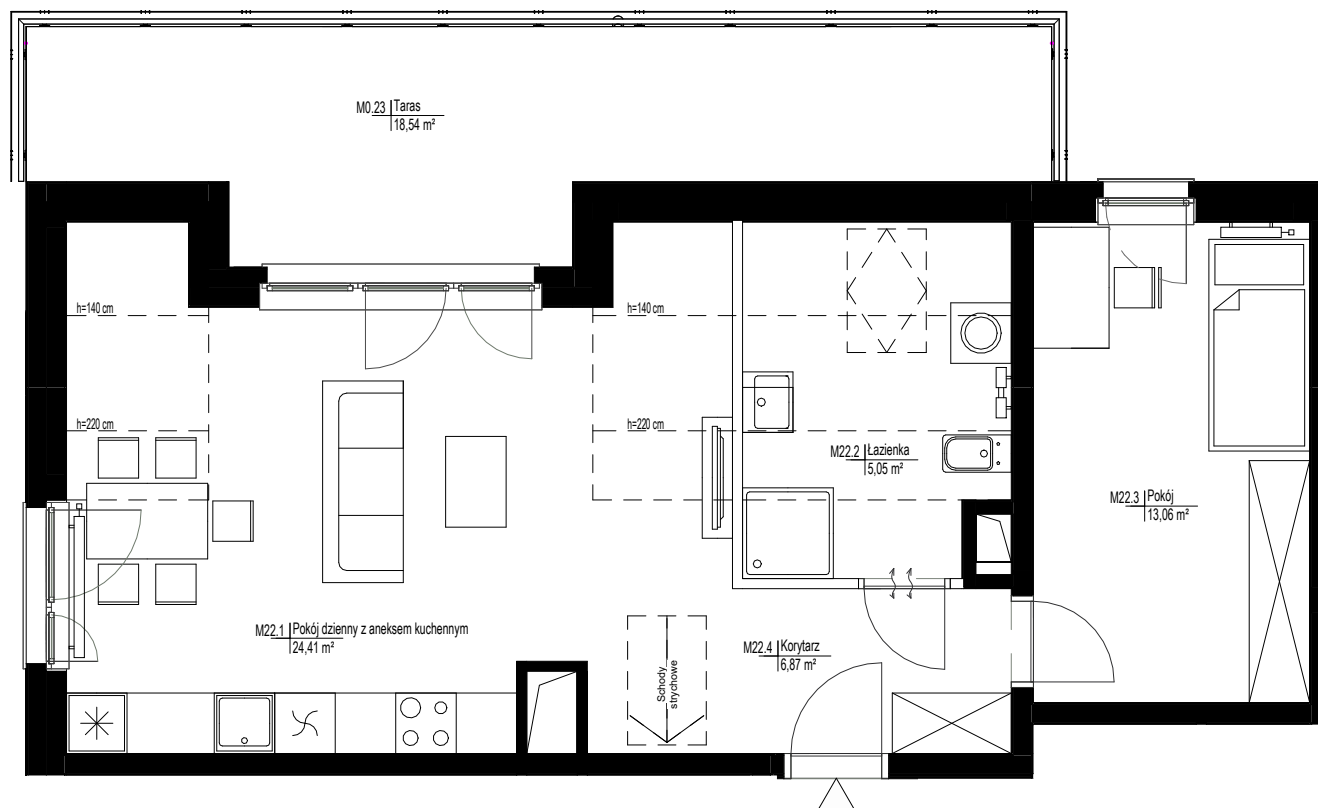 M0.23 Taras
18,54 m²
h=140 cm
h=140 cm
h=220 cm
h=220 cm
M22.2 Łazienka
5,05 m²
M22.3 Pokój
13,06 m²
M22.1 Pokój dzienny z aneksem kuchennym
24,41 m²
M22.4 Korytarz
6,87 m²
Schody
strychowe